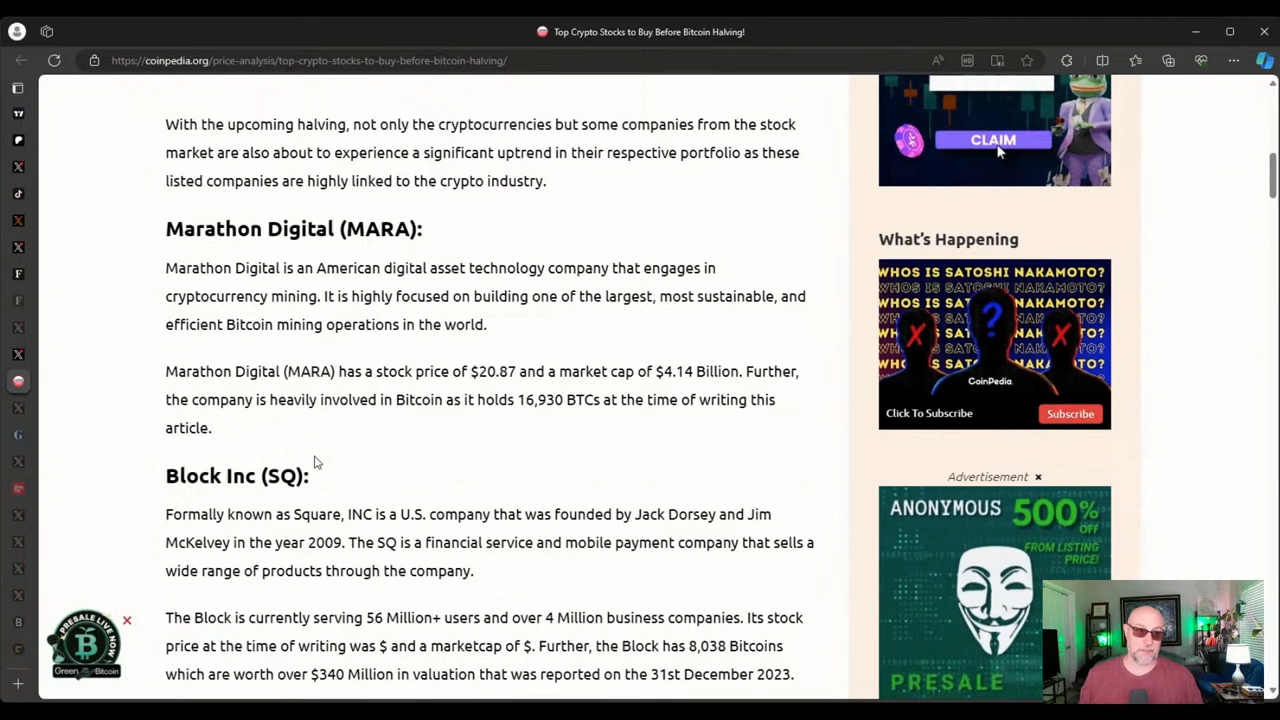 Top Crypto Stocks to Buy Before Bitcoin Halving!
https://coinpedia.org/price-analysis/top-crypto-stocks-to-buy-before-bitcoin-halving/
With the upcoming halving, not only the cryptocurrencies but some companies from the stock
market are also about to experience a significant uptrend in their respective portfolio as these
listed companies are highly linked to the crypto industry.
Marathon Digital (MARA):
Marathon Digital is an American digital asset technology company that engages in
cryptocurrency mining. It is highly focused on building one of the largest, most sustainable, and
efficient Bitcoin mining operations in the world.
Marathon Digital (MARA) has a stock price of $20.87 and a market cap of $4.14 Billion. Further,
the company is heavily involved in Bitcoin as it holds 16,930 BTCs at the time of writing this
article.
Block Inc (SQ):
Formally known as Square, INC is a U.S. company that was founded by Jack Dorsey and Jim
McKelvey in the year 2009. The SQ is a financial service and mobile payment company that sells a
wide range of products through the company.
The Block is currently serving 56 Million+ users and over 4 Million business companies. Its stock
price at the time of writing was $ and a marketcap of $. Further, the Block has 8,038 Bitcoins
which are worth over $340 Million in valuation that was reported on the 31st December 2023.
PRESALE LIVE NOW
Green Bitcoin
CLAIM
What's Happening
WHOS IS SATOSHI NAKAMOTO?
WHOS IS SATOSHI NAKAMOTO?
WHOS IS SATOSHI NAKAMOTO?
?
CoinPedia
Click To Subscribe
Subscribe
Advertisement
ANONYMOUS
500%
OFF
FROM LISTING
PRICE!
PRESALE